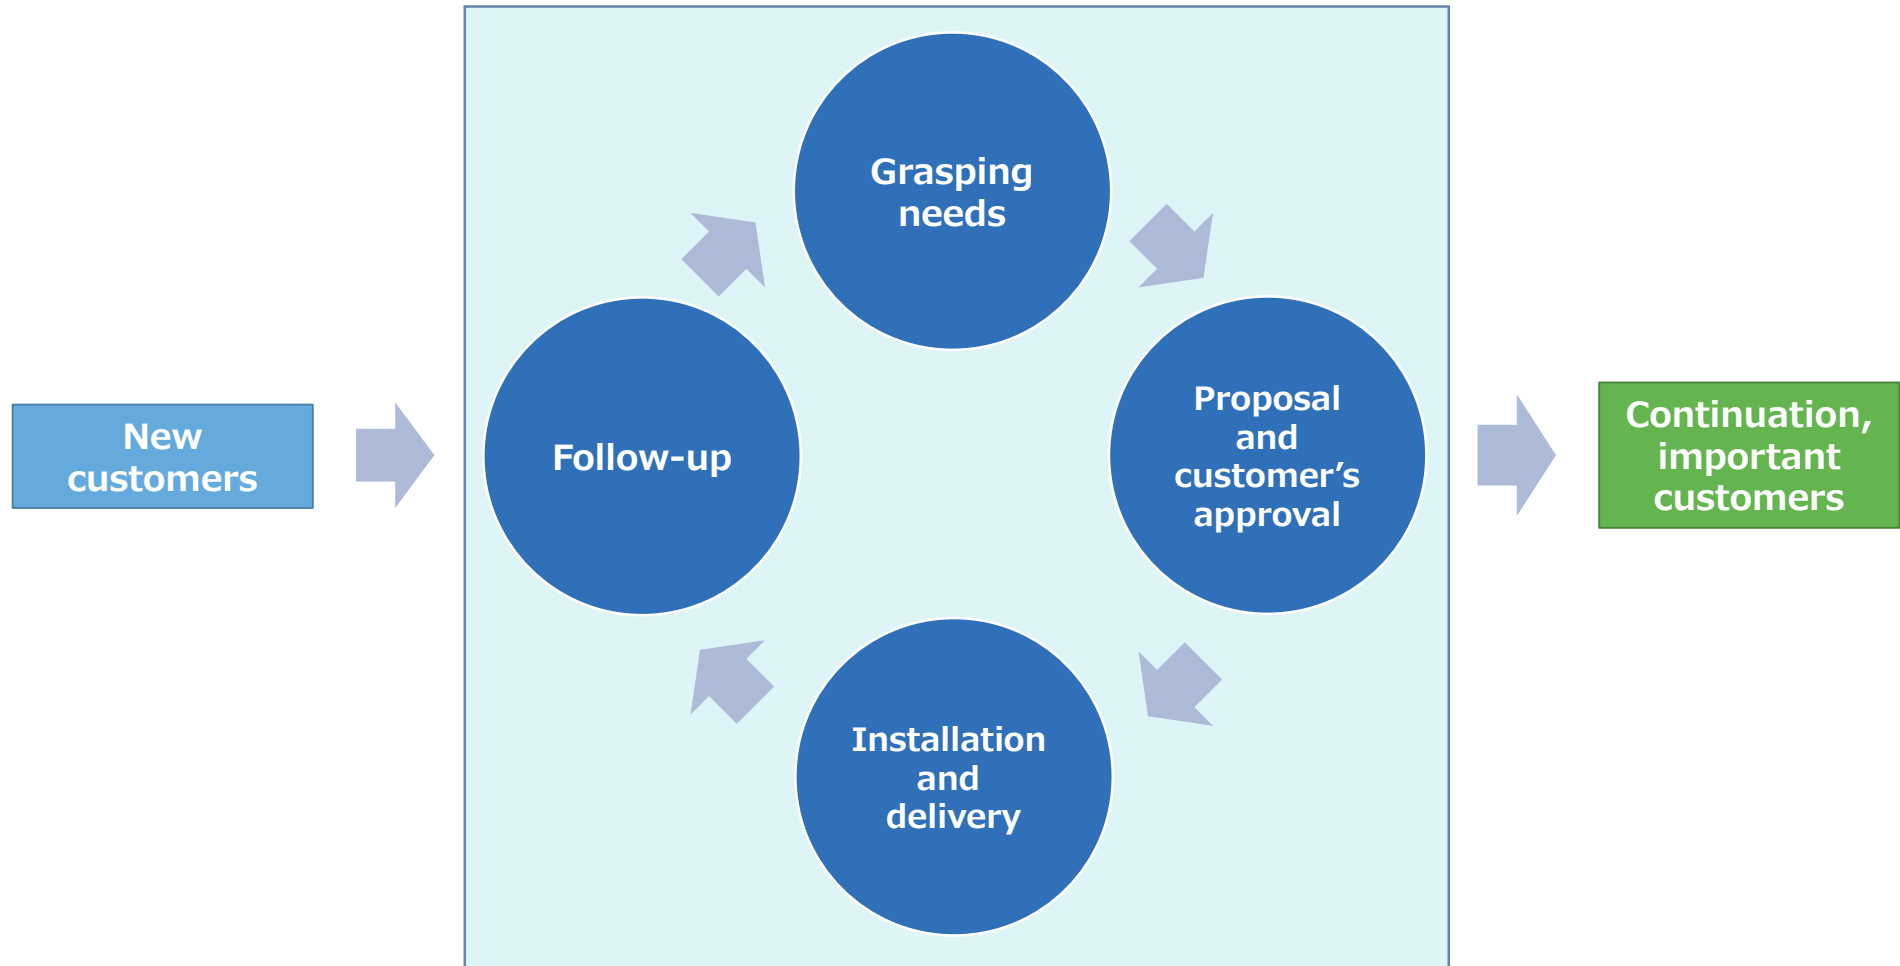 Grasping
needs
New
customers
Follow-up
Proposal
and
customer’s
approval
Continuation,
important
customers
Installation
and
delivery